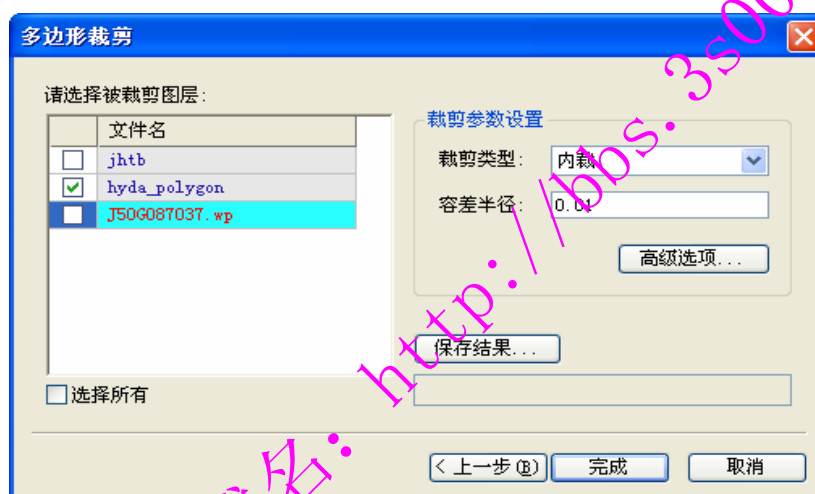 多边形裁剪
请选择被裁剪图层:
文件名
jhtb
hyda_polygon
J50G087037.wp
选择所有
裁剪参数设置
裁剪类型: 内裁
容差半径: 0.01
高级选项...
保存结果...
< 上一步(B)
完成
取消
名: http://bbs.3s00